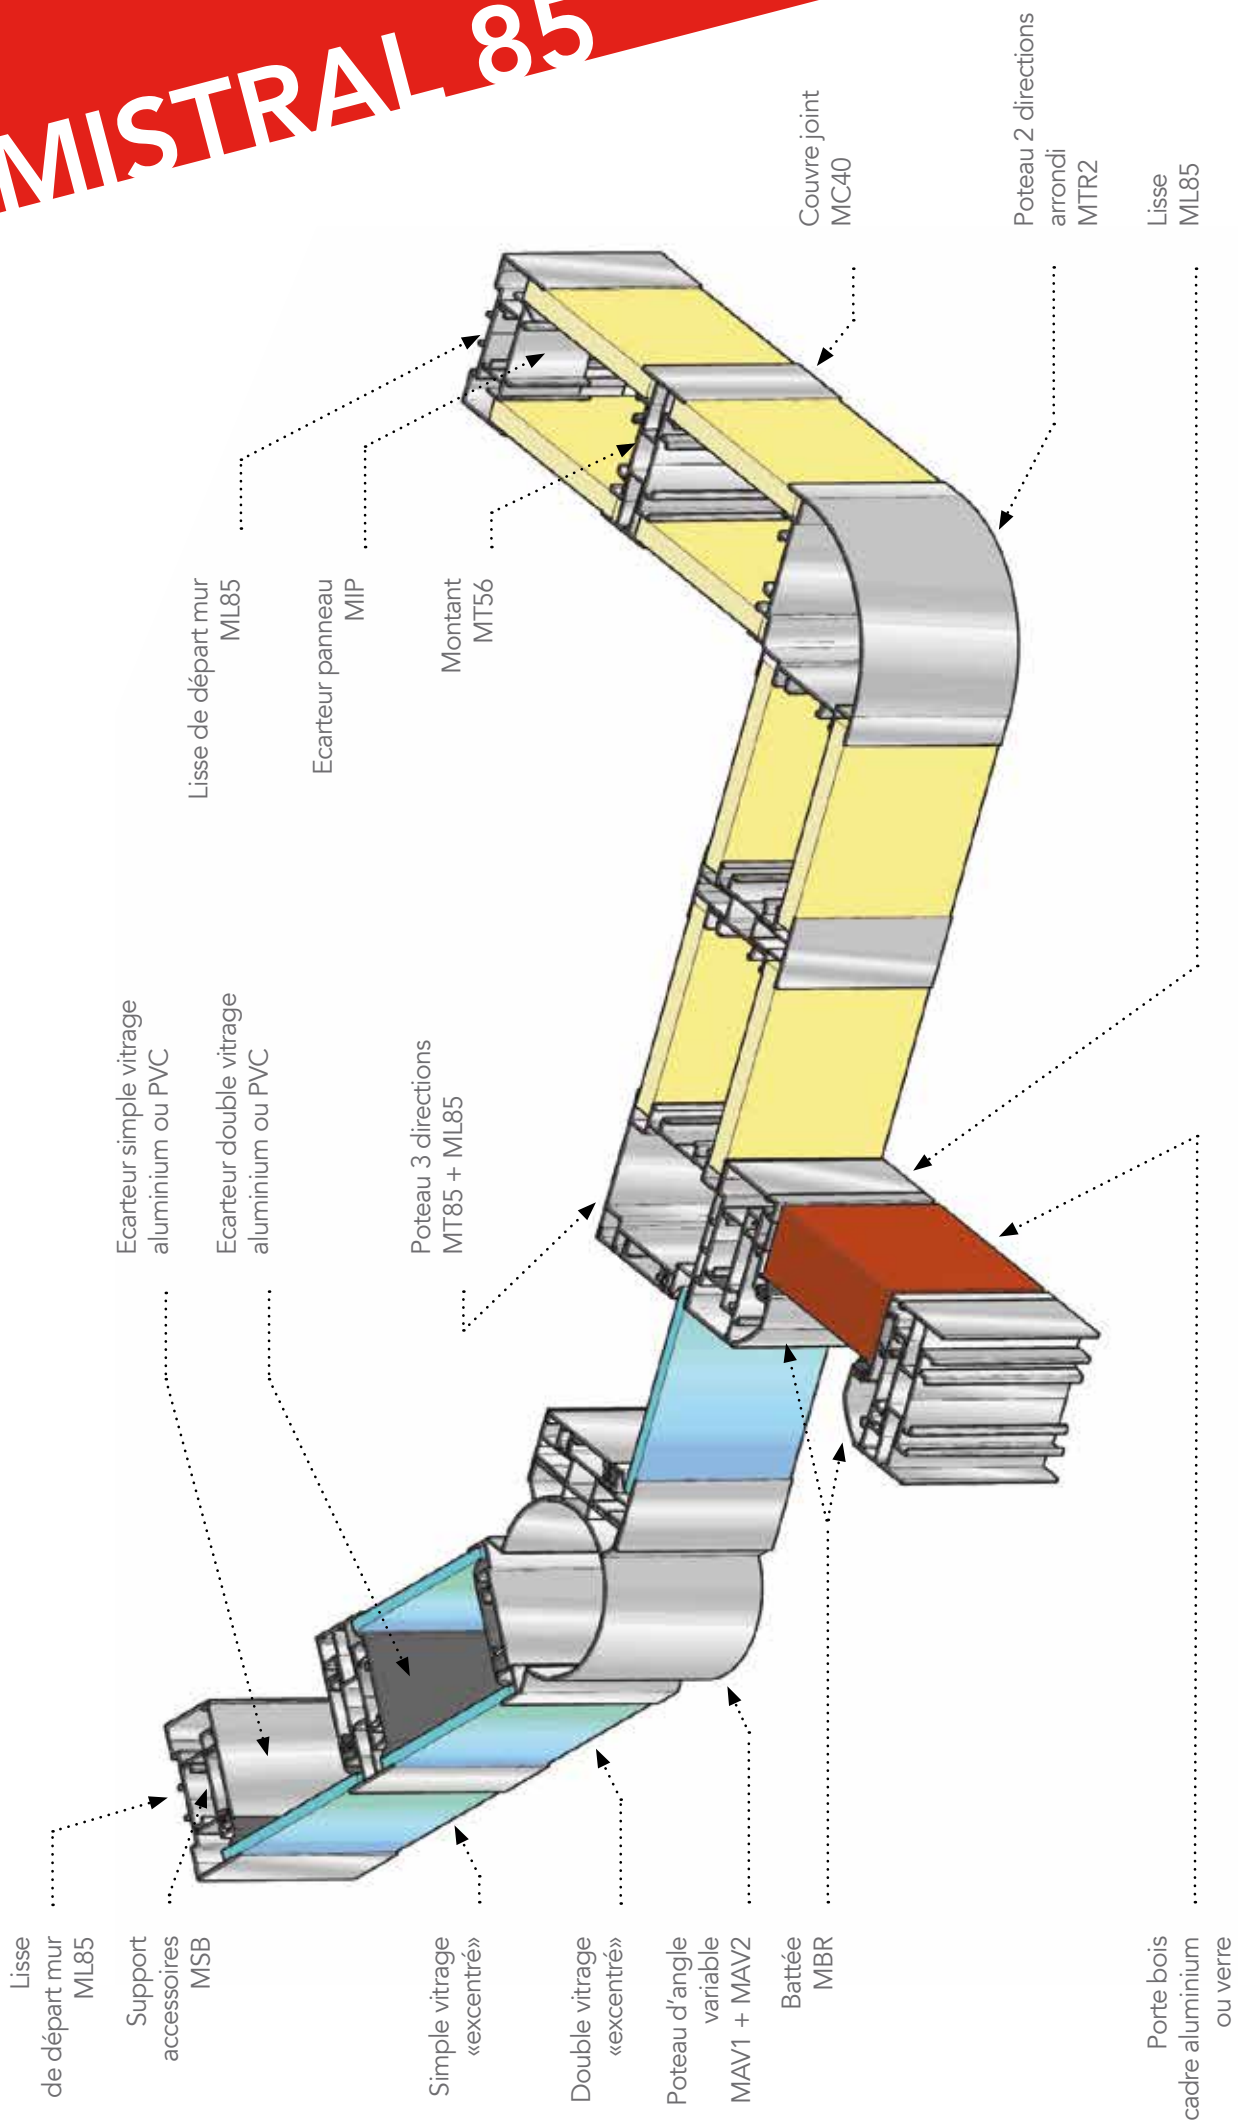 MISTRAL 85
Lisse
de départ mur
ML85
Support
accessoires
MSB
Simple vitrage
«excentré»
Double vitrage
«excentré»
Poteau d'angle
variable
MAV1 + MAV2
Battée
MBR
Porte bois
cadre aluminium
ou verre
Ecarteur simple vitrage
aluminium ou PVC
Ecarteur double vitrage
aluminium ou PVC
Poteau 3 directions
MT85 + ML85
Lisse de départ mur
ML85
Ecarteur panneau
MIP
Montant
MT56
Couvre joint
MC40
Poteau 2 directions
arrondi
MTR2
Lisse
ML85